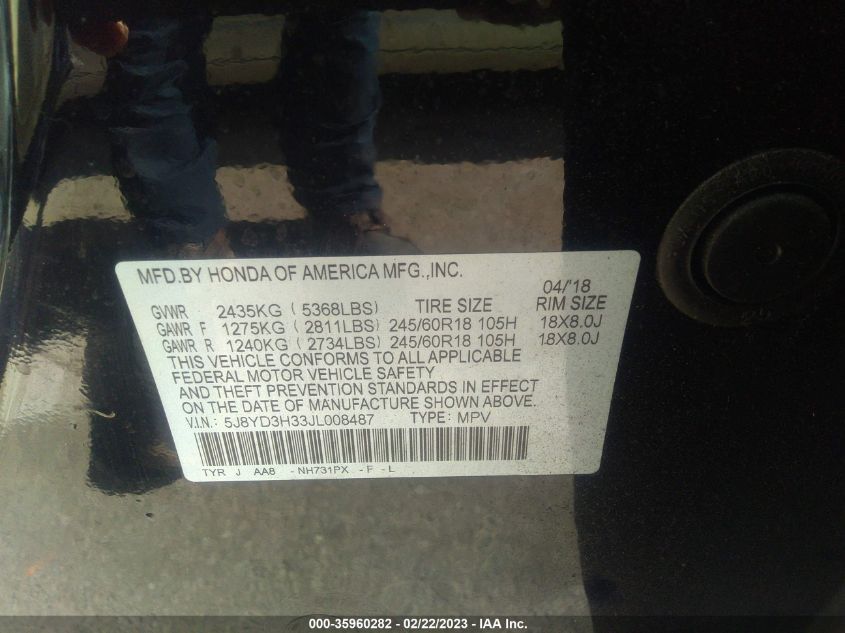 MFD.BY HONDA OF AMERICA MFG.,INC.
04/'18
GVWR 2435KG ( 5368LBS) TIRE SIZE RIM SIZE
GAWR F 1275KG ( 2811LBS) 245/60R18 105H 18X8.0J
GAWR R 1240KG ( 2734LBS) 245/60R18 105H 18X8.0J
THIS VEHICLE CONFORMS TO ALL APPLICABLE
FEDERAL MOTOR VEHICLE SAFETY
AND THEFT PREVENTION STANDARDS IN EFFECT
ON THE DATE OF MANUFACTURE SHOWN ABOVE.
V.I.N.: 5J8YD3H33JL008487 TYPE: MPV
TYR J AA8 -NH731PX -F -L
000-35960282 - 02/22/2023 - IAA Inc.